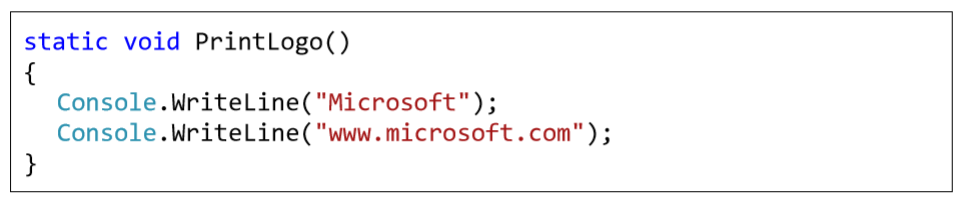 static void PrintLogo()
{
  Console.WriteLine("Microsoft");
  Console.WriteLine("www.microsoft.com");
}